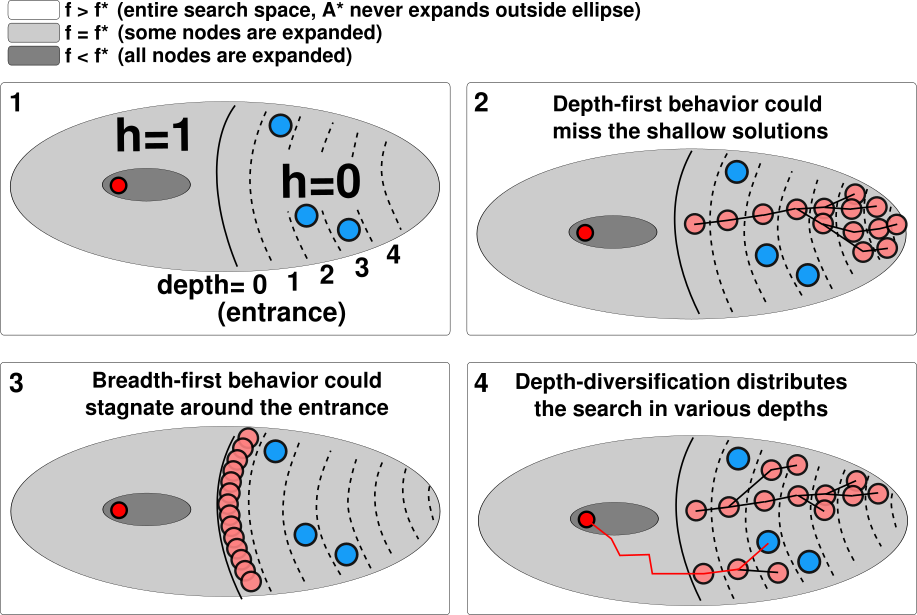 f > f* (entire search space, A* never expands outside ellipse)
f = f* (some nodes are expanded)
f < f* (all nodes are expanded)
1
h=1
h=0
depth= 0 1 2 3 4
(entrance)
2
Depth-first behavior could
miss the shallow solutions
3
Breadth-first behavior could
stagnate around the entrance
4
Depth-diversification distributes
the search in various depths